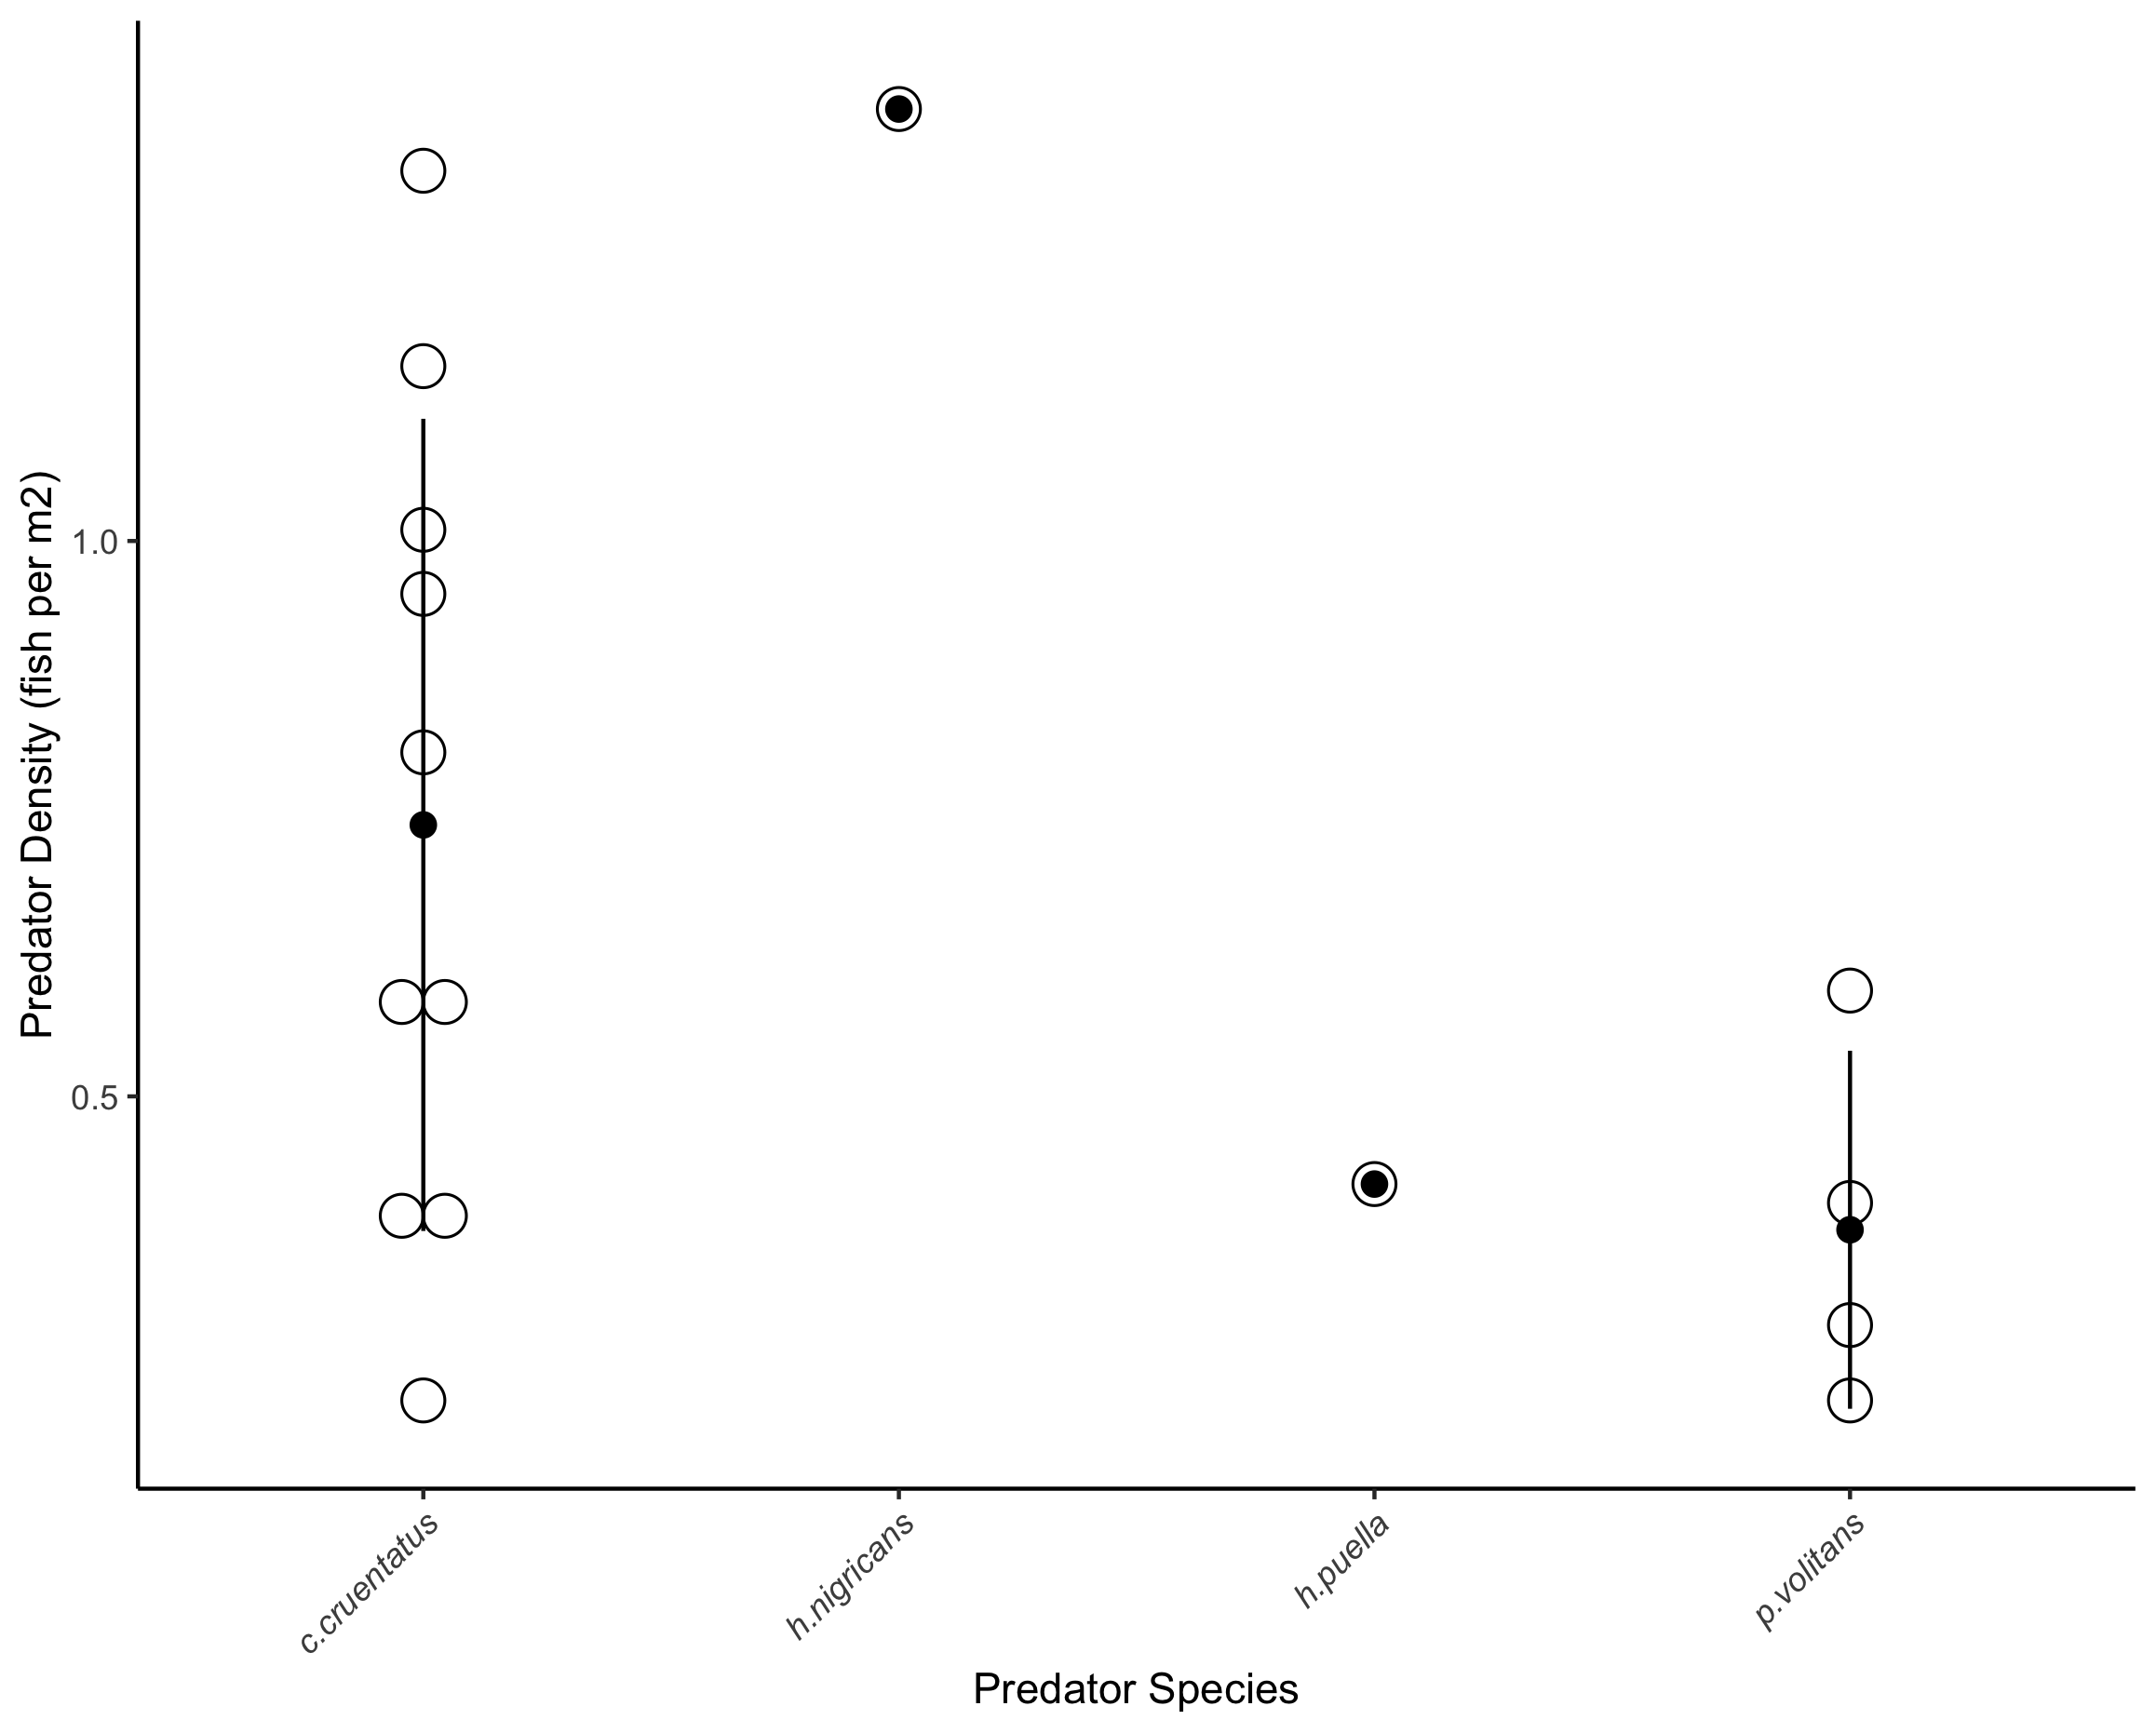 Predator Density (fish per m2)
1.0
0.5
c.cruentatus
h.nigricans
h.puella
p.volitans
Predator Species